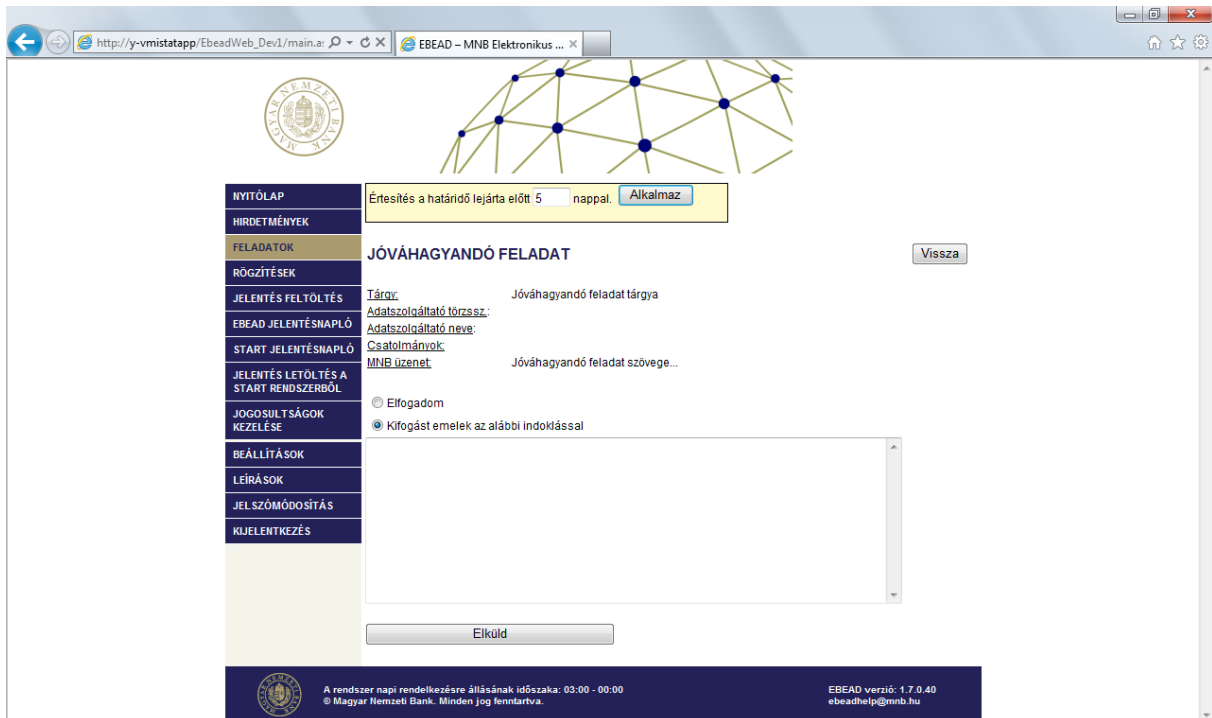 http://y-vmistatapp/EbeadWeb_Dev1/main.a:
EBEAD – MNB Elektronikus ...
MAGYAR NEMZETI BANK
NYITÓLAP
HIRDETMÉNYEK
FELADATOK
RÖGZÍTÉSEK
JELENTÉS FELTÖLTÉS
EBEAD JELENTÉSNAPLÓ
START JELENTÉSNAPLÓ
JELENTÉS LETÖLTÉS A
START RENDSZERBŐL
JOGOSULTSÁGOK
KEZELÉSE
BEÁLLÍTÁSOK
LEÍRÁSOK
JELSZÓMÓDOSÍTÁS
KIJELENTKEZÉS
Értesítés a határidő lejárta előtt 5 nappal. Alkalmaz
JÓVÁHAGYANDÓ FELADAT Vissza
Tárgy: Jóváhagyandó feladat tárgya
Adatszolgáltató törzssz.:
Adatszolgáltató neve:
Csatolmányok:
MNB üzenet: Jóváhagyandó feladat szövege...
Elfogadom
Kifogást emelek az alábbi indoklással
Elküld
A rendszer napi rendelkezésre állásának időszaka: 03:00 - 00:00
© Magyar Nemzeti Bank. Minden jog fenntartva.
EBEAD verzió: 1.7.0.40
ebeadhelp@mnb.hu